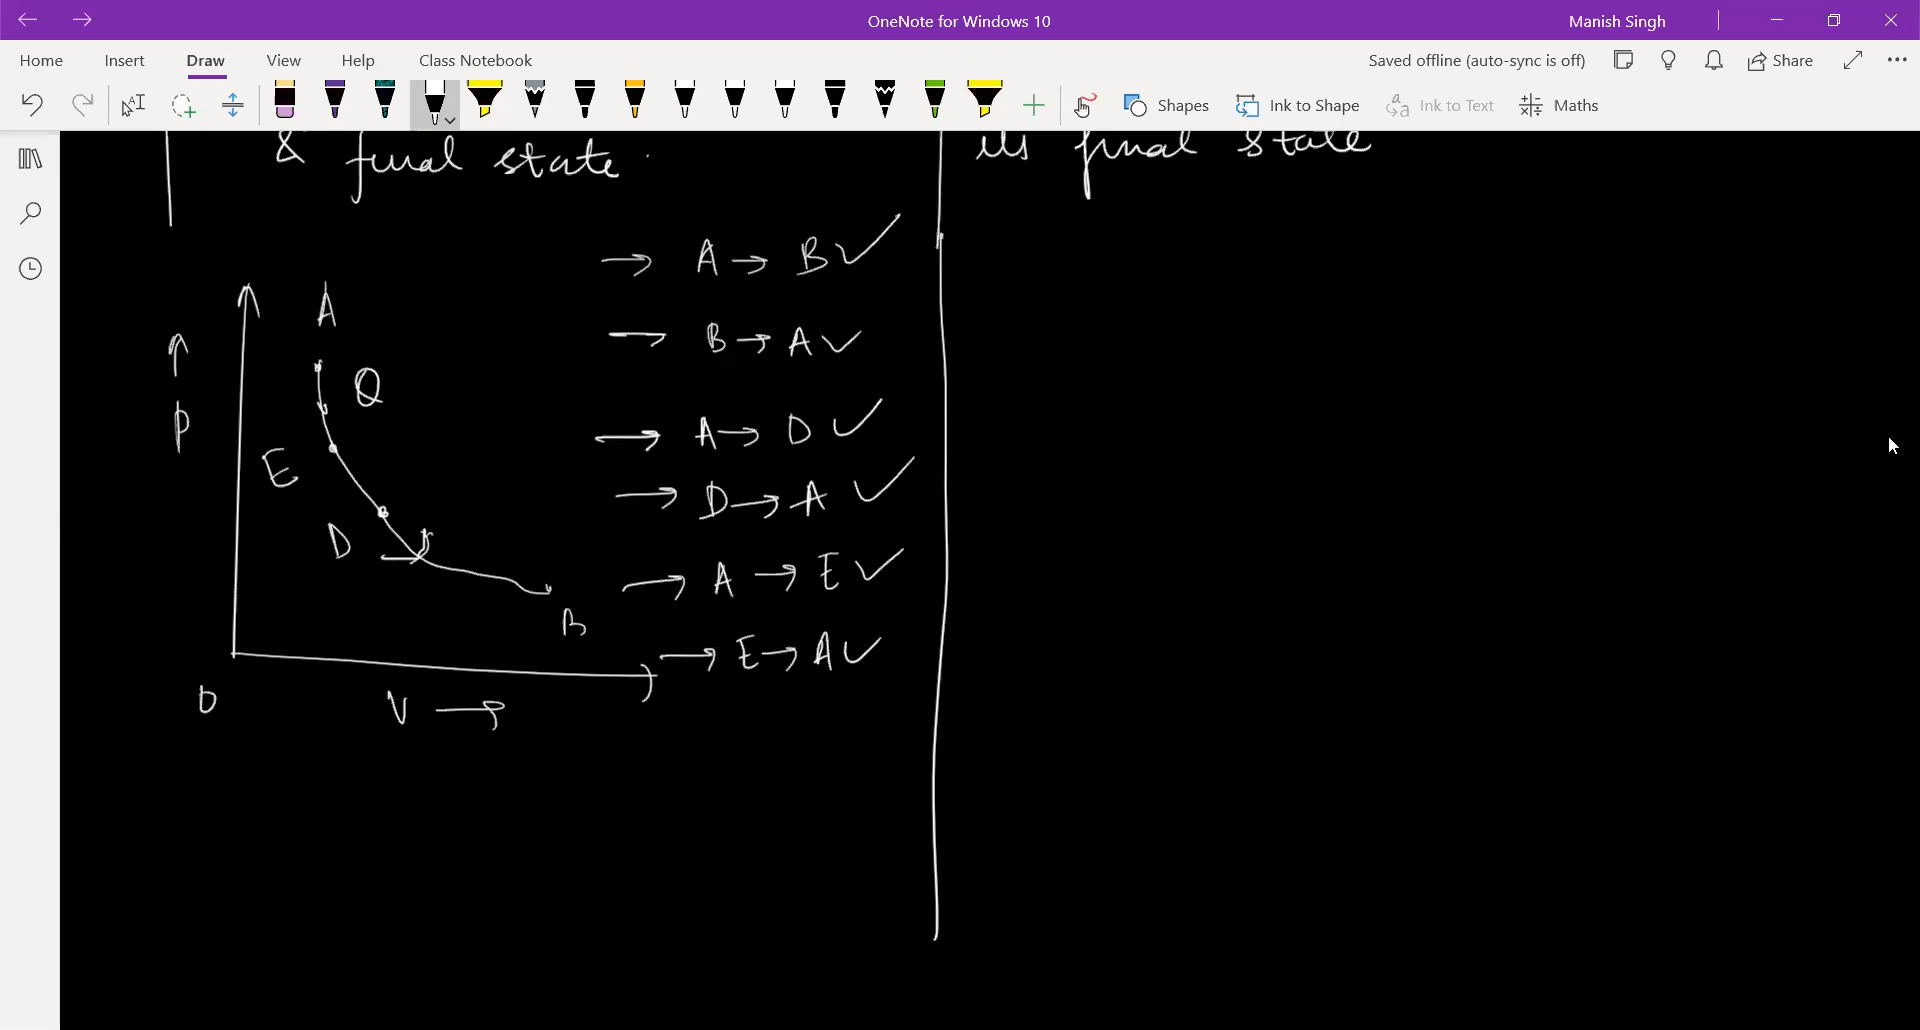 OneNote for Windows 10
Manish Singh
Home Insert Draw View Help Class Notebook
Saved offline (auto-sync is off) Share
Shapes Ink to Shape Ink to Text Maths
& final state.
its final state
→ A → B ✓
→ B → A ✓
→ A → D ✓
→ D → A ✓
→ A → E ✓
→ E → A ✓
A
Q
↑
P
E
D
B
O
V →